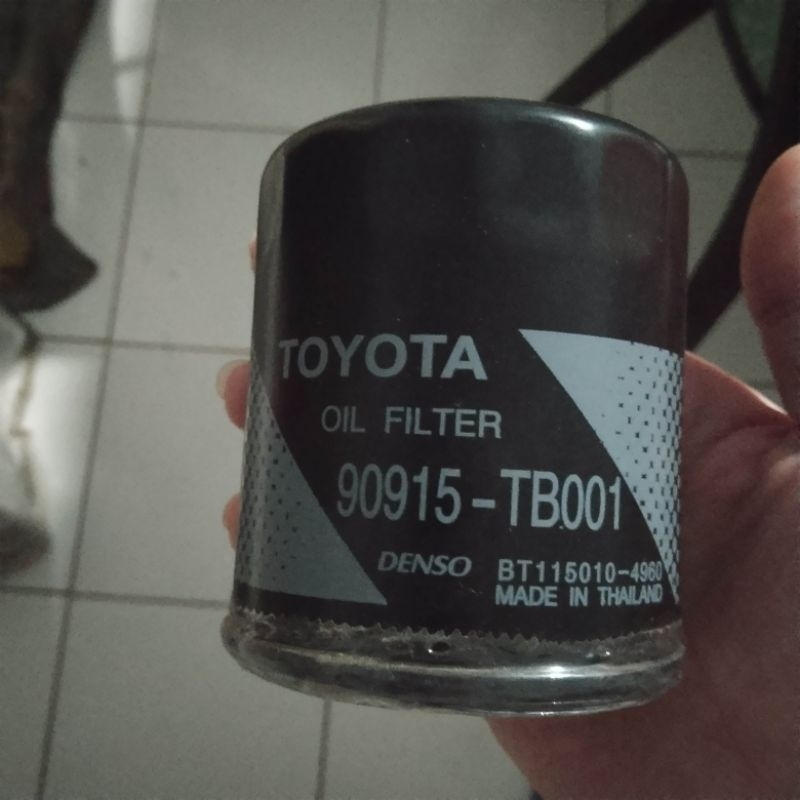 TOYOTA
OIL FILTER
90915-TB001
DENSO BT115010-4960
MADE IN THAILAND